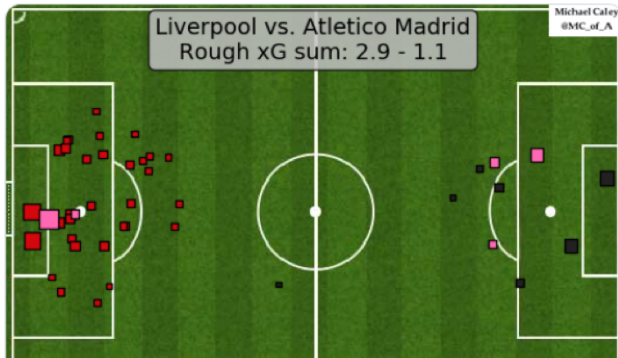 Liverpool vs. Atletico Madrid
Rough xG sum: 2.9 - 1.1
Michael Caley
@MC_of_A